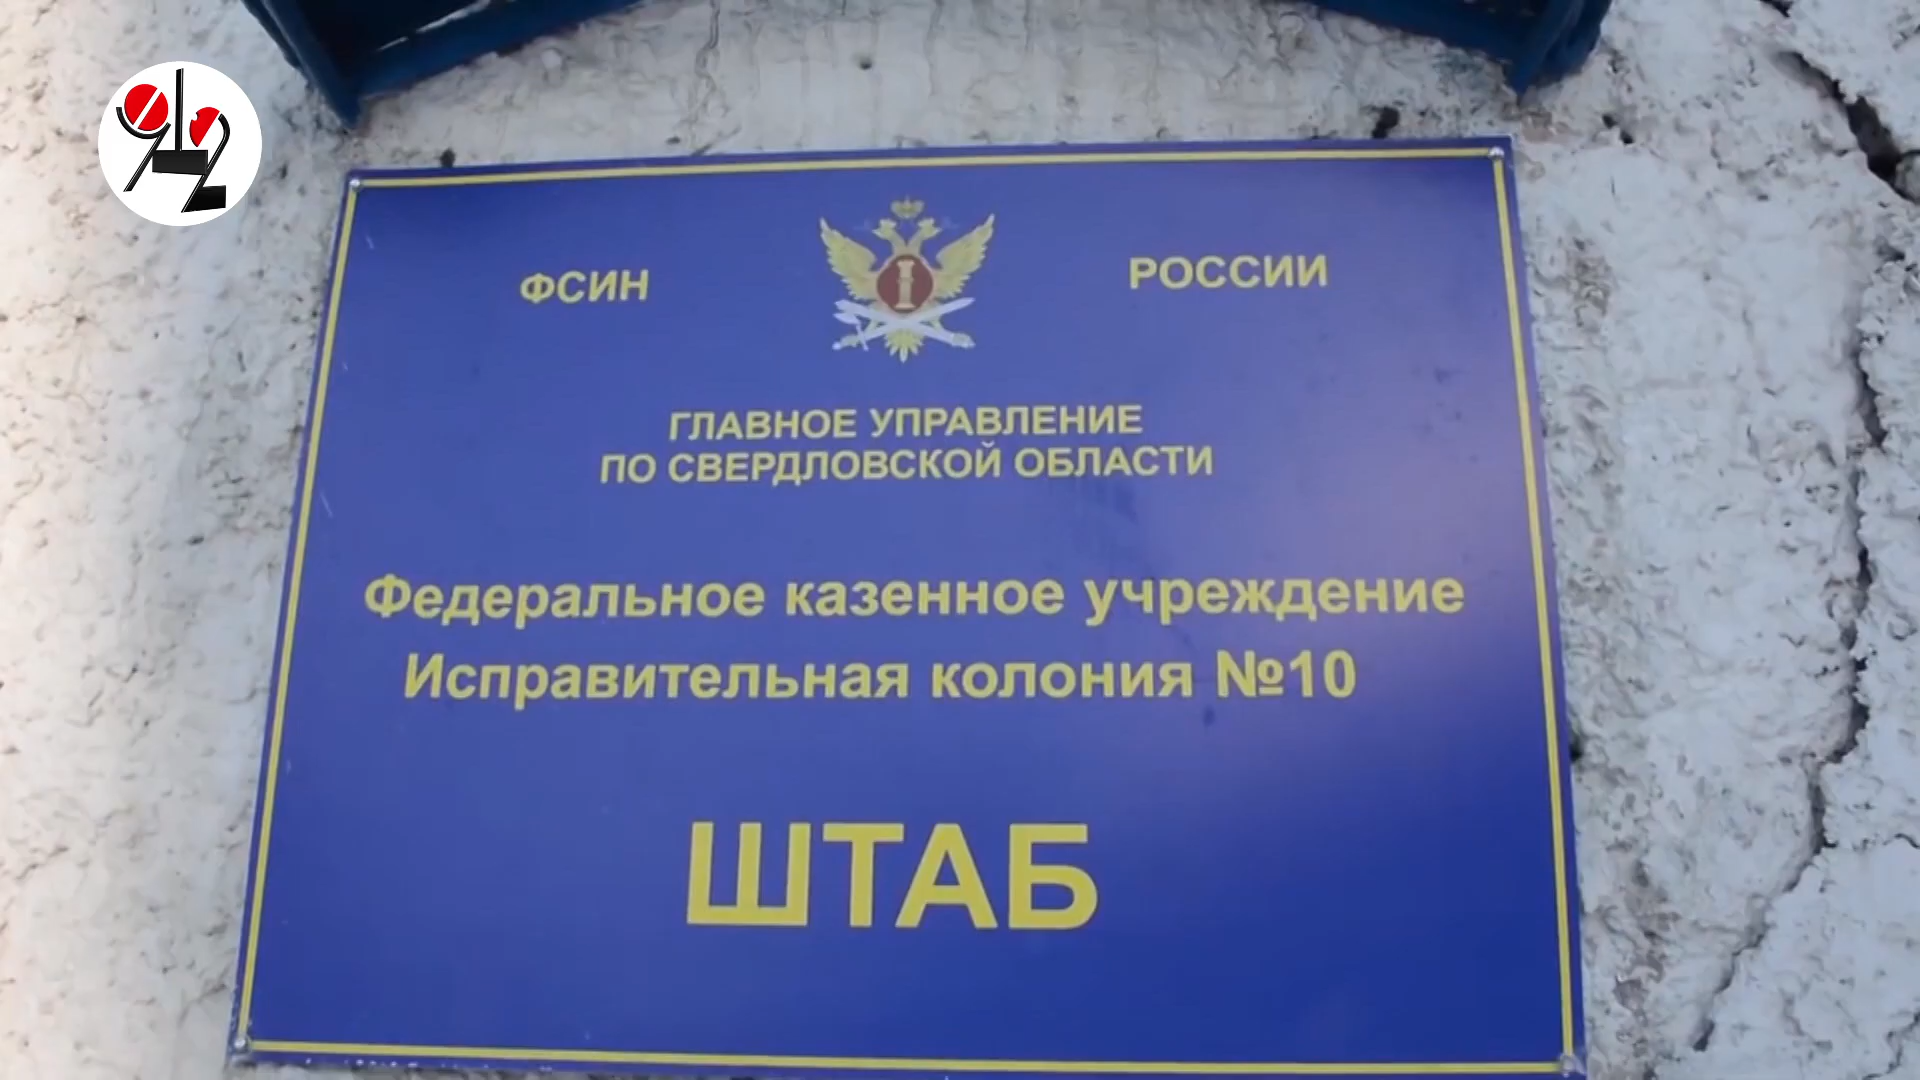 ФСИН РОССИИ
ГЛАВНОЕ УПРАВЛЕНИЕ
ПО СВЕРДЛОВСКОЙ ОБЛАСТИ
Федеральное казенное учреждение
Исправительная колония №10
ШТАБ